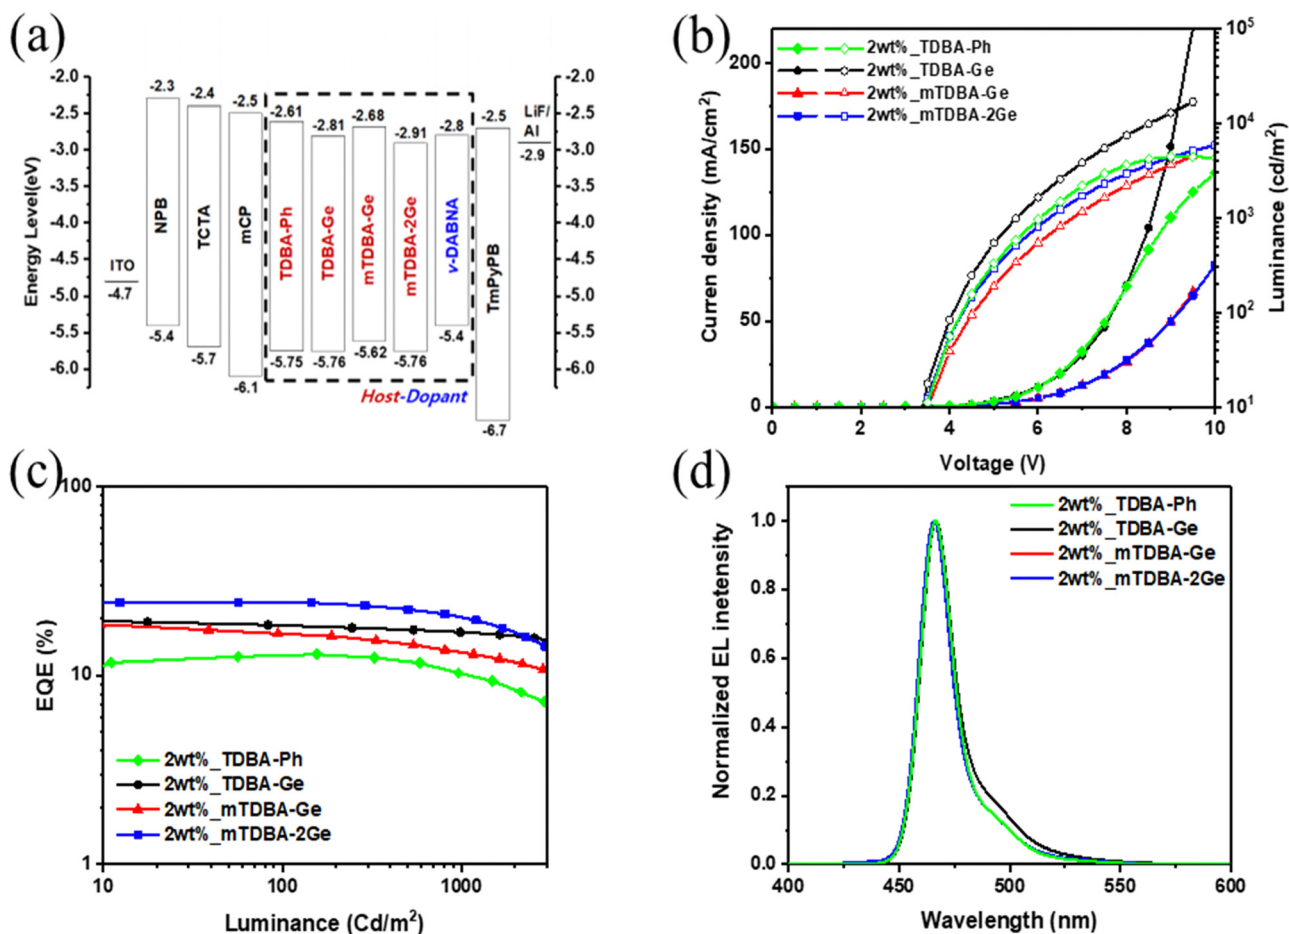 (a)
-2.0
-2.5
-3.0
-3.5
-4.0
-4.5
-5.0
-5.5
-6.0
Energy Level(eV)
ITO
-4.7
-2.3
NPB
-5.4
-2.4
TCTA
-5.7
-2.5
mCP
-6.1
-2.61
TDBA-Ph
-5.75
-2.81
TDBA-Ge
-5.76
-2.68
mTDBA-Ge
-5.62
-2.91
mTDBA-2Ge
-5.76
-2.8
v-DABNA
-5.4
Host-Dopant
-2.5
TmPyPB
-6.7
LiF/
Al
-2.9
-2.0
-2.5
-3.0
-3.5
-4.0
-4.5
-5.0
-5.5
-6.0
(b)
2wt%_TDBA-Ph
2wt%_TDBA-Ge
2wt%_mTDBA-Ge
2wt%_mTDBA-2Ge
200
150
100
50
0
Curren density (mA/cm²)
10⁵
10⁴
10³
10²
10¹
Luminance (cd/m²)
0 2 4 6 8 10
Voltage (V)
(c)
100
10
1
EQE (%)
2wt%_TDBA-Ph
2wt%_TDBA-Ge
2wt%_mTDBA-Ge
2wt%_mTDBA-2Ge
10 100 1000
Luminance (Cd/m²)
(d)
2wt%_TDBA-Ph
2wt%_TDBA-Ge
2wt%_mTDBA-Ge
2wt%_mTDBA-2Ge
1.0
0.8
0.6
0.4
0.2
0.0
Normalized EL inetensity
400 450 500 550 600
Wavelength (nm)